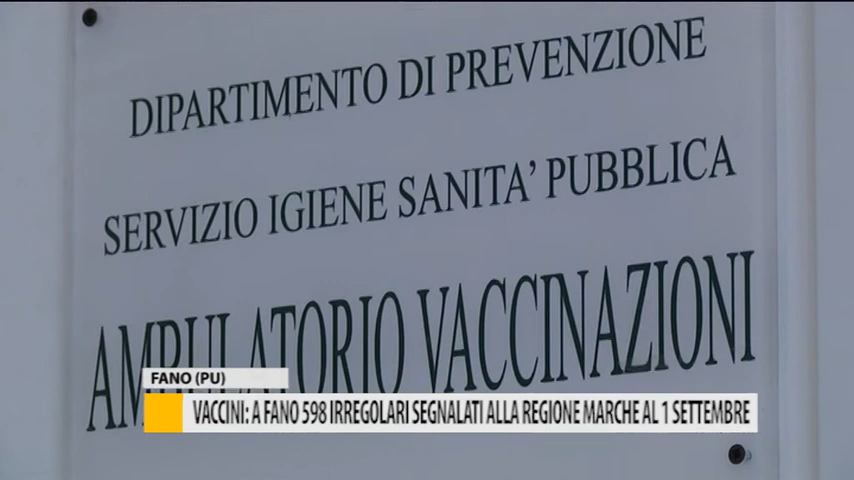 DIPARTIMENTO DI PREVENZIONE
SERVIZIO IGIENE SANITA' PUBBLICA
AMBULATORIO VACCINAZIONI
FANO (PU)
VACCINI: A FANO 598 IRREGOLARI SEGNALATI ALLA REGIONE MARCHE AL 1 SETTEMBRE